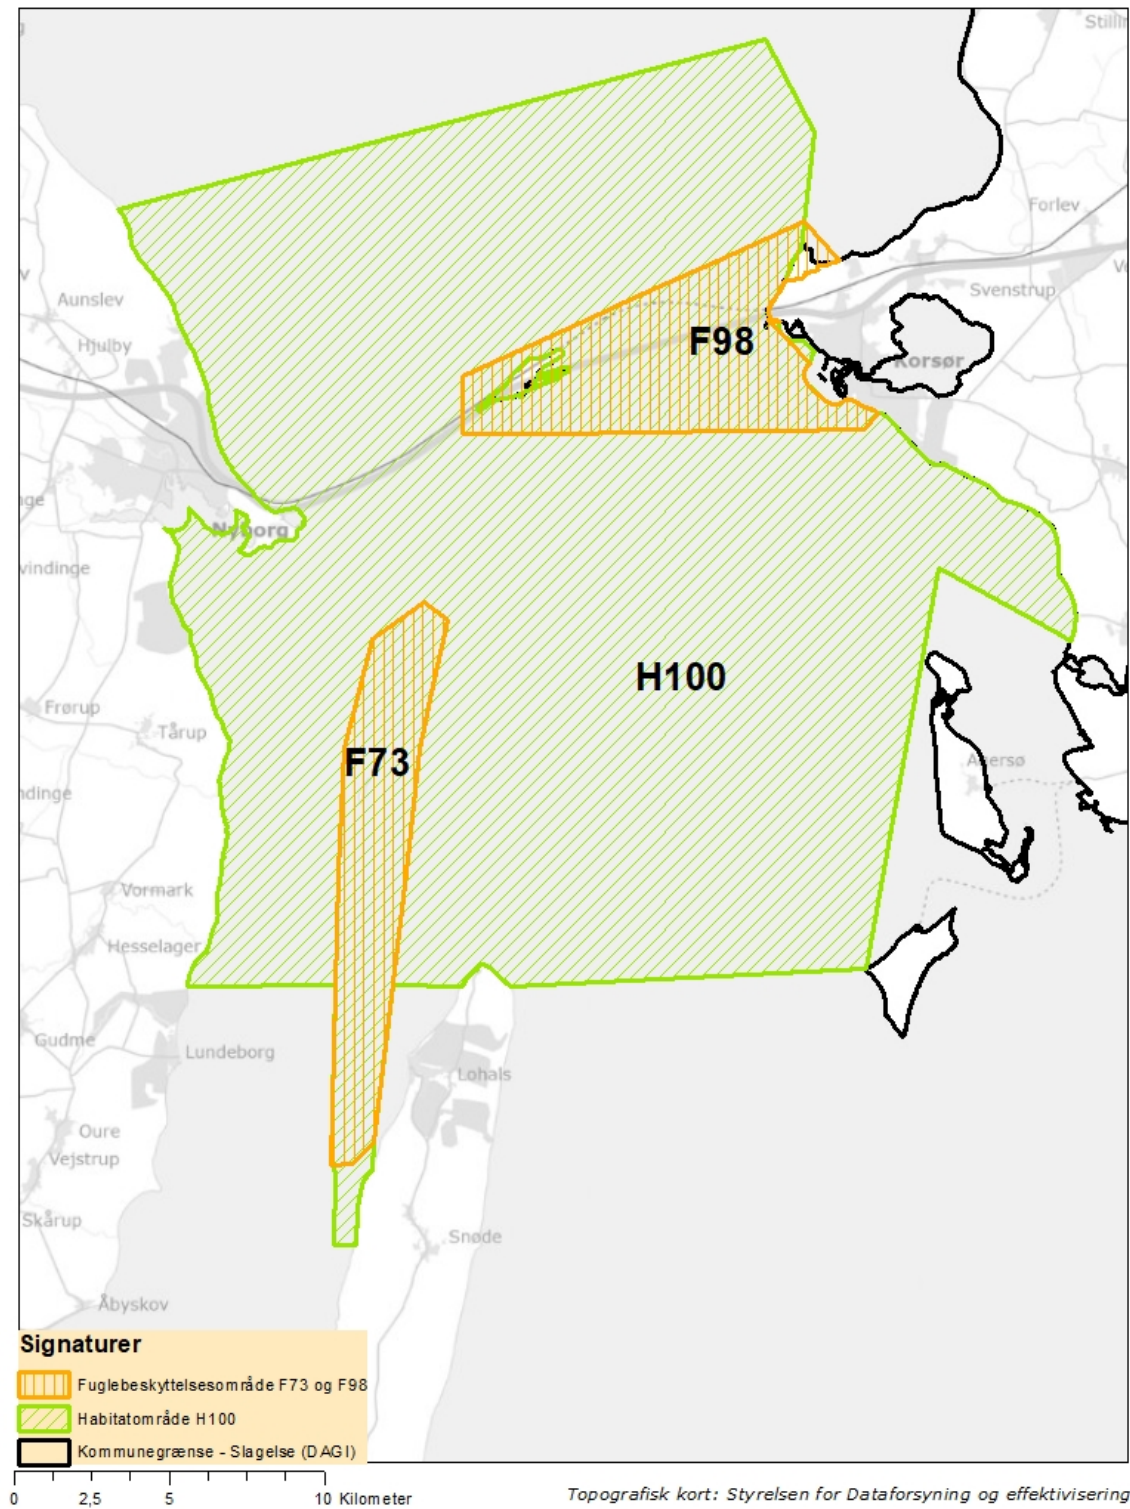 Stillin
Forlev
Ve
Svenstrup
Aunslev
Hjulby
F98
Korsør
Nyborg
vindinge
H100
Frørup
Tårup
F73
Agersø
ndinge
Vormark
Hesselager
Gudme
Lundeborg
Lohals
Oure
Vejstrup
Skårup
Snøde
Åbyskov
Signaturer
Fuglebeskyttelsesområde F73 og F98
Habitatområde H100
Kommunegrænse - Slagelse (DAGI)
0 2,5 5 10 Kilometer
Topografisk kort: Styrelsen for Dataforsyning og effektivisering